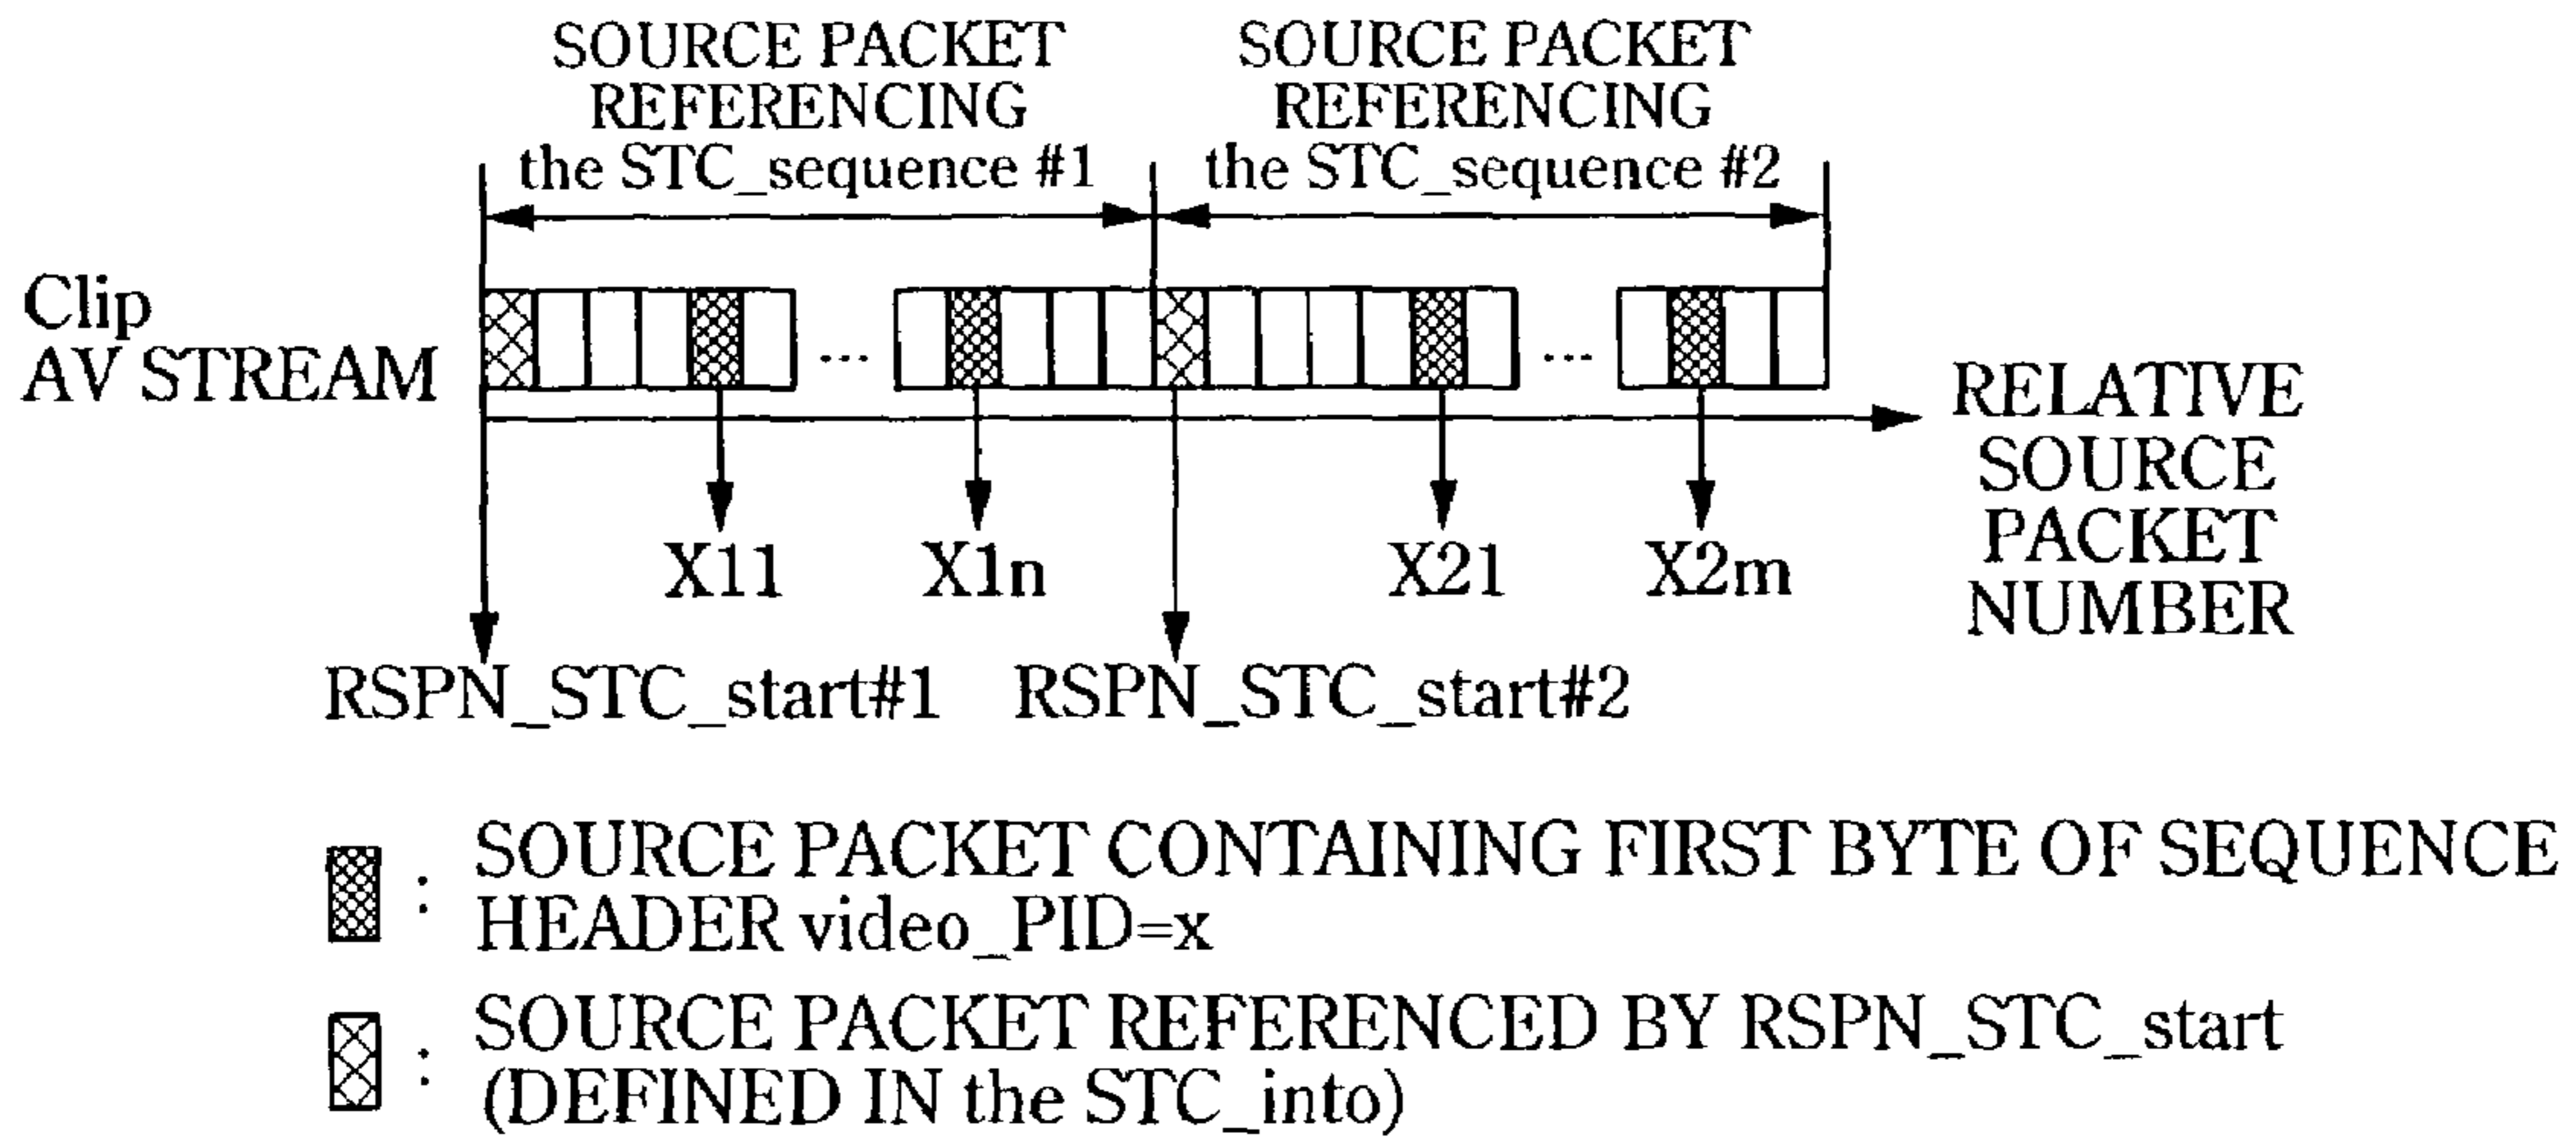 SOURCE PACKET
REFERENCING
the STC_sequence #1
SOURCE PACKET
REFERENCING
the STC_sequence #2
Clip
AV STREAM
...
...
RELATIVE
SOURCE
PACKET
NUMBER
X11
X1n
X21
X2m
RSPN_STC_start#1
RSPN_STC_start#2
: SOURCE PACKET CONTAINING FIRST BYTE OF SEQUENCE
HEADER video_PID=x
: SOURCE PACKET REFERENCED BY RSPN_STC_start
(DEFINED IN the STC_into)